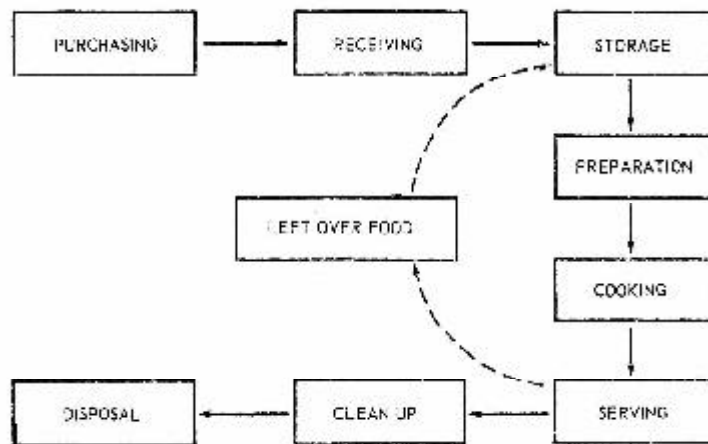 PURCHASING
RECEIVING
STORAGE
PREPARATION
LEFT OVER FOOD
COOKING
DISPOSAL
CLEAN UP
SERVING